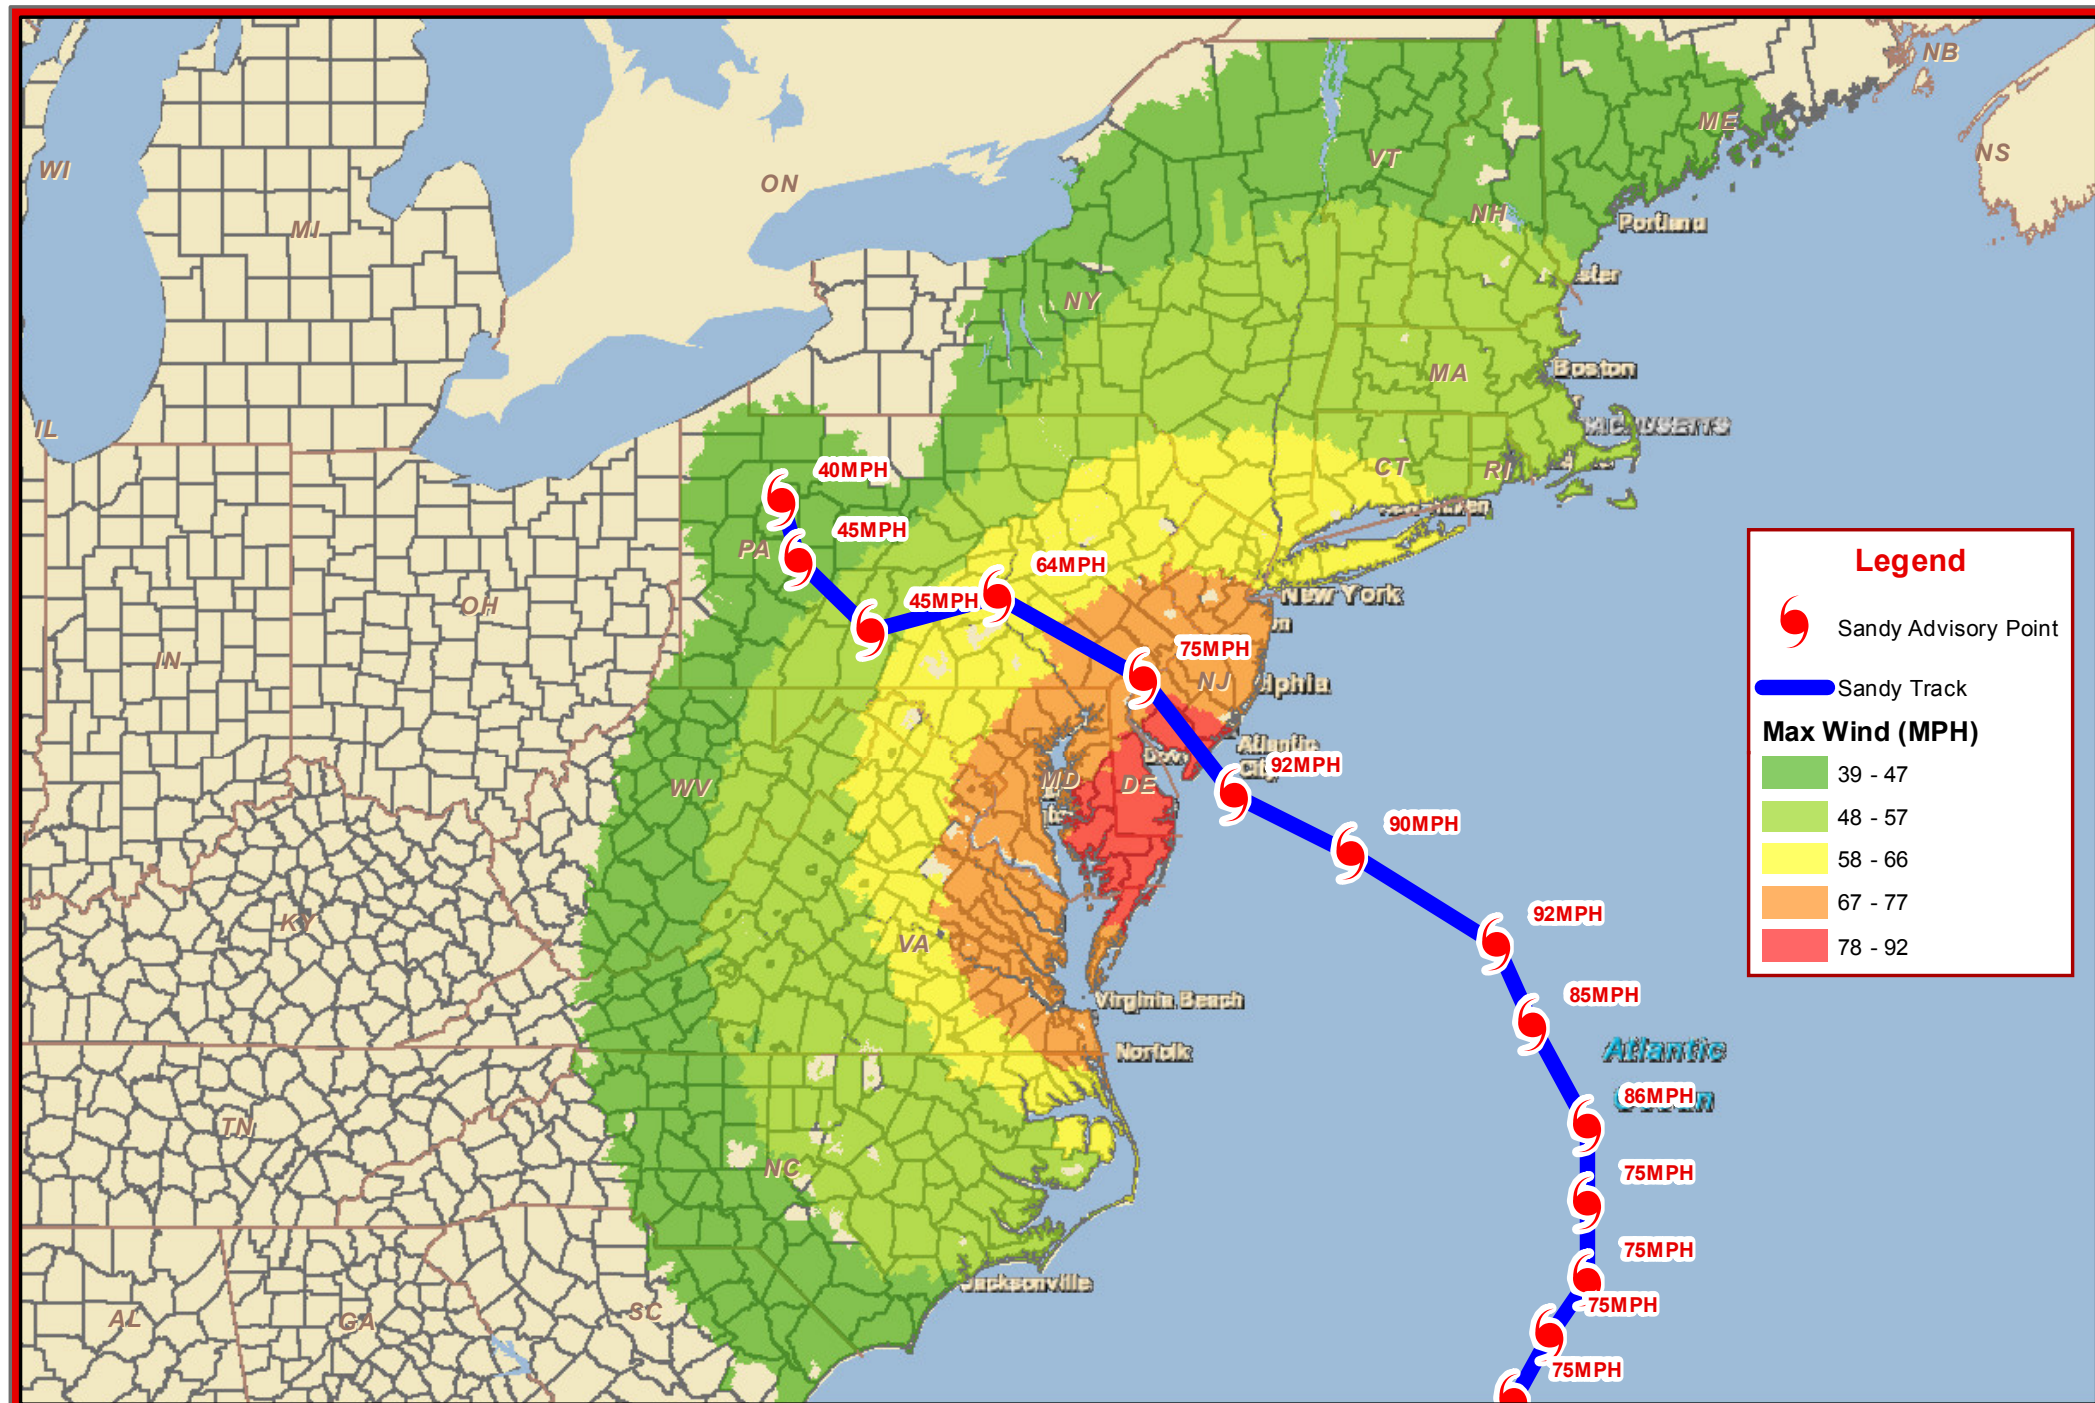 NB
ME
WI
NS
VT
ON
NH
MI
Portland
NY
Boston
MA
IL
CT
RI
40MPH
45MPH
PA
64MPH
45MPH
New York
OH
75MPH
IN
NJ
Atlantic
City
92MPH
MD
DE
WV
90MPH
92MPH
KY
VA
85MPH
Virginia Beach
Norfolk
Atlantic
86MPH
TN
NC
75MPH
75MPH
Jacksonville
75MPH
AL
GA
SC
75MPH
Legend
Sandy Advisory Point
Sandy Track
Max Wind (MPH)
39 - 47
48 - 57
58 - 66
67 - 77
78 - 92